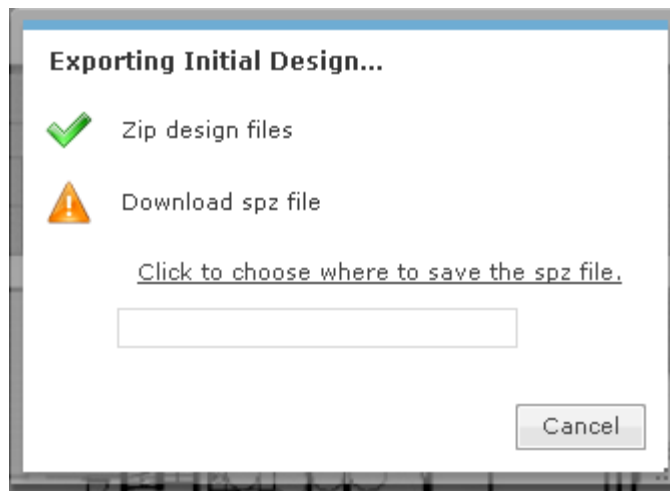 Exporting Initial Design...
Zip design files
Download spz file
Click to choose where to save the spz file.
Cancel